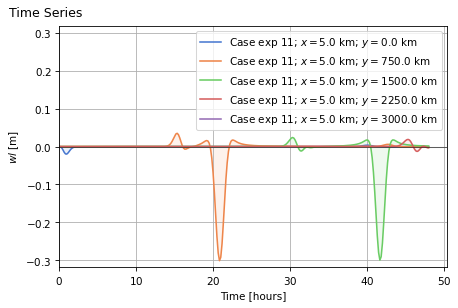 Time Series
Case exp 11; x = 5.0 km; y = 0.0 km
Case exp 11; x = 5.0 km; y = 750.0 km
Case exp 11; x = 5.0 km; y = 1500.0 km
Case exp 11; x = 5.0 km; y = 2250.0 km
Case exp 11; x = 5.0 km; y = 3000.0 km
wl [m]
0.3
0.2
0.1
0.0
−0.1
−0.2
−0.3
0 10 20 30 40 50
Time [hours]